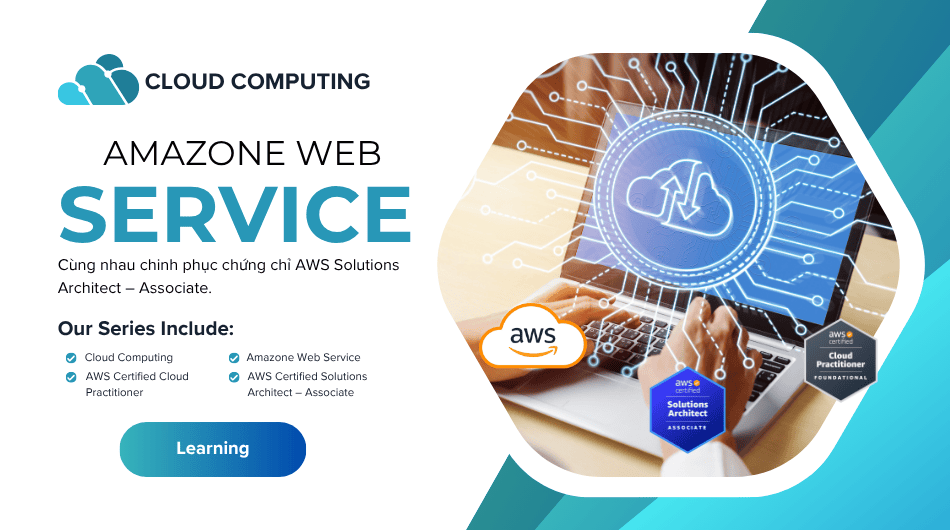 CLOUD COMPUTING
AMAZONE WEB
SERVICE
Cùng nhau chinh phục chứng chỉ AWS Solutions
Architect – Associate.
Our Series Include:
Cloud Computing
Amazone Web Service
AWS Certified Cloud
Practitioner
AWS Certified Solutions
Architect – Associate
Learning
aws
aws
certified
Solutions
Architect
ASSOCIATE
aws
certified
Cloud
Practitioner
FOUNDATIONAL